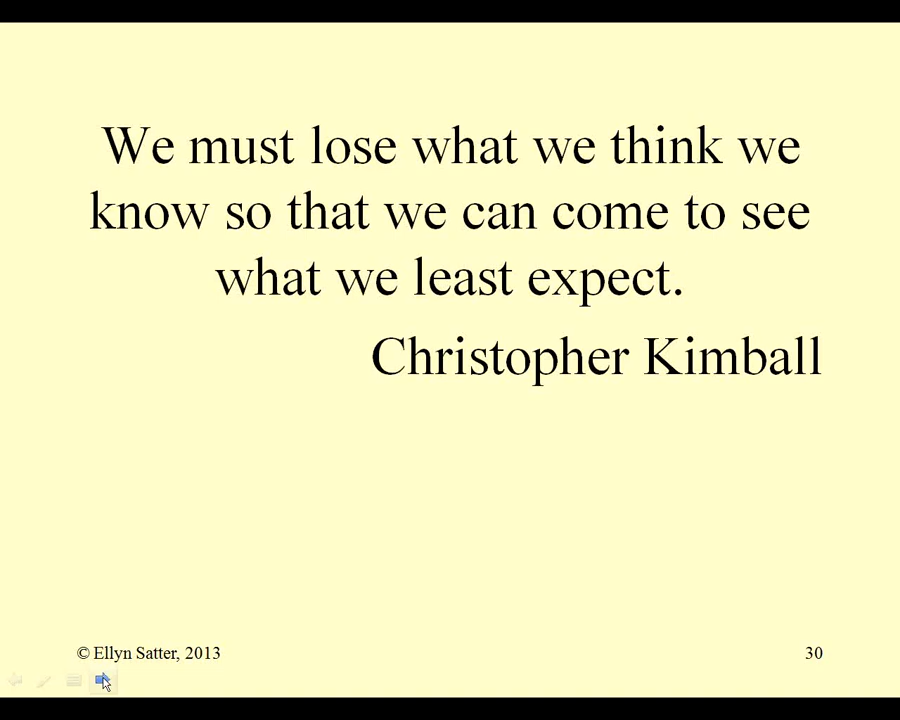 We must lose what we think we
know so that we can come to see
what we least expect.
Christopher Kimball
© Ellyn Satter, 2013
30